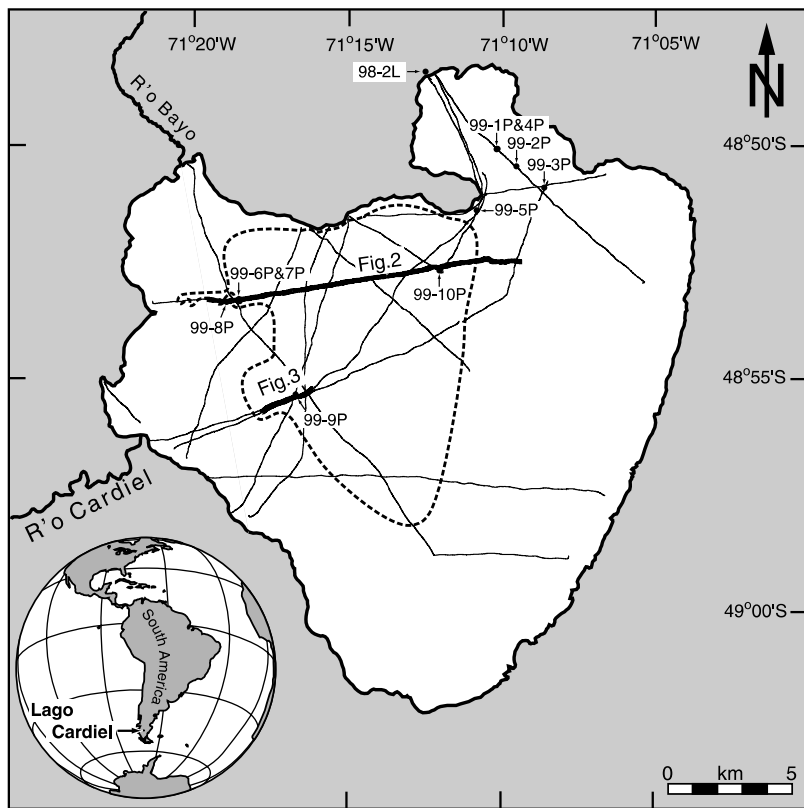 71°20'W 71°15'W 71°10'W 71°05'W
98-2L
R'o Bayo
N
99-1P&4P
99-2P
99-3P
48°50'S
99-5P
Fig.2
99-6P&7P
99-10P
99-8P
Fig.3
48°55'S
99-9P
R'o Cardiel
49°00'S
South America
Lago
Cardiel
0 km 5